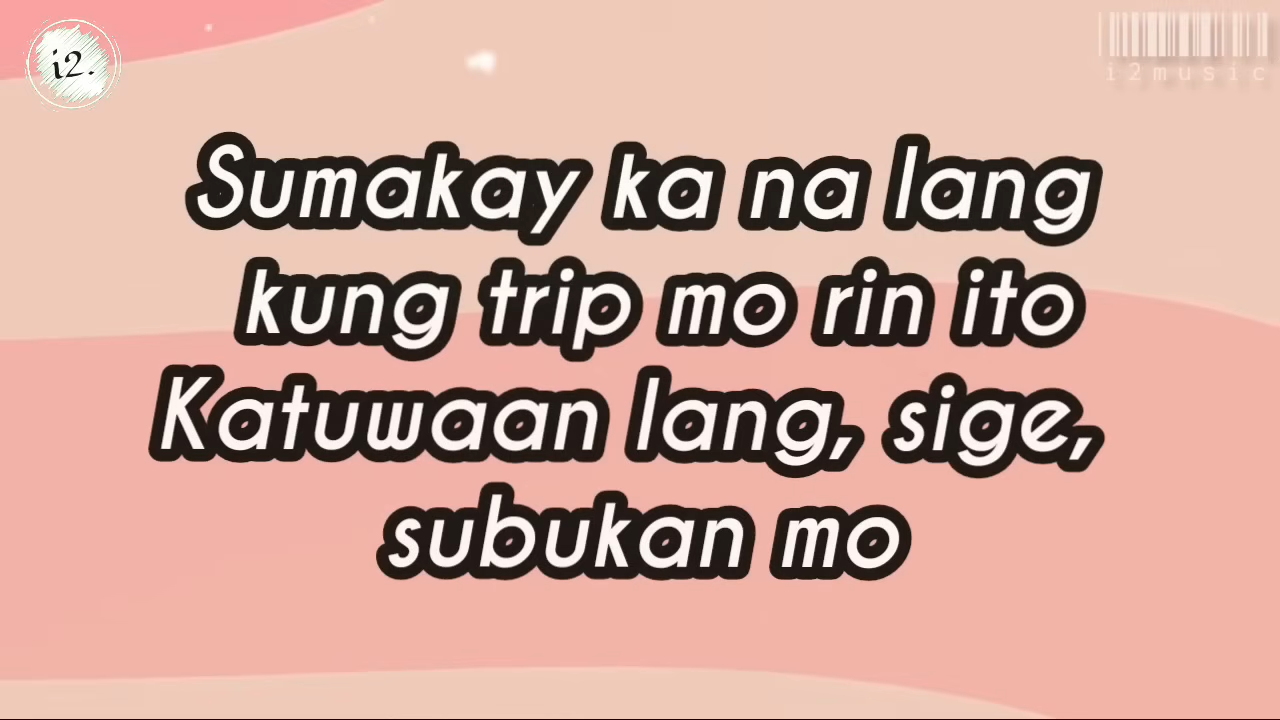 i2.
i2music
Sumakay ka na lang
kung trip mo rin ito
Katuwaan lang, sige,
subukan mo